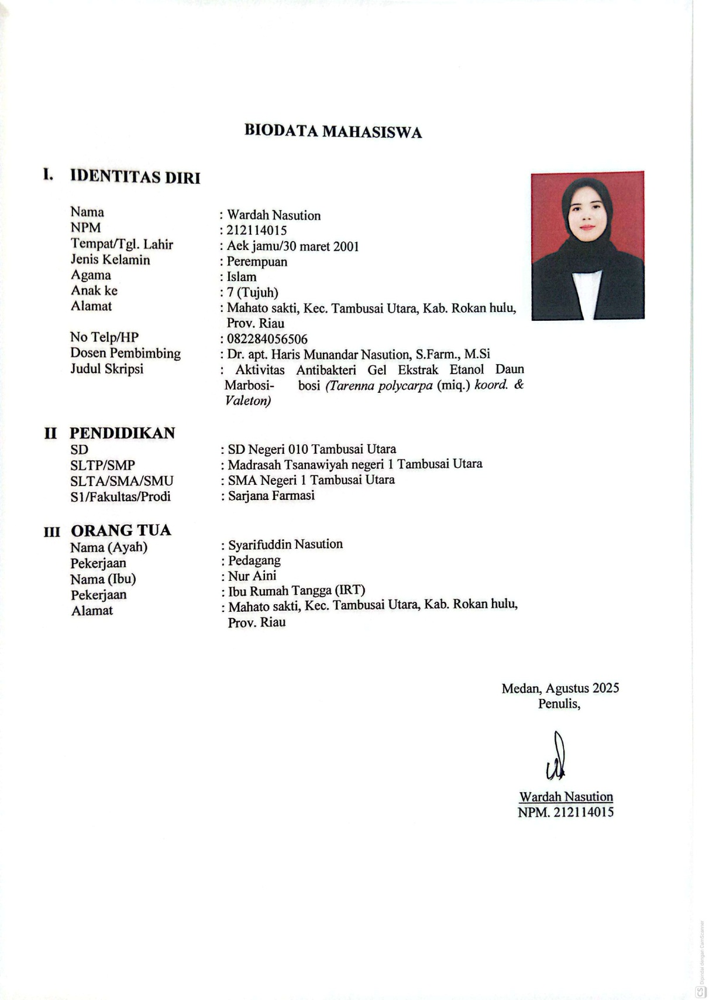 BIODATA MAHASISWA
I. IDENTITAS DIRI
Nama : Wardah Nasution
NPM : 212114015
Tempat/Tgl. Lahir : Aek jamu/30 maret 2001
Jenis Kelamin : Perempuan
Agama : Islam
Anak ke : 7 (Tujuh)
Alamat : Mahato sakti, Kec. Tambusai Utara, Kab. Rokan hulu,
Prov. Riau
No Telp/HP : 082284056506
Dosen Pembimbing : Dr. apt. Haris Munandar Nasution, S.Farm., M.Si
Judul Skripsi : Aktivitas Antibakteri Gel Ekstrak Etanol Daun
Marbosi- bosi (Tarenna polycarpa (miq.) koord. &
Valeton)
II PENDIDIKAN
SD : SD Negeri 010 Tambusai Utara
SLTP/SMP : Madrasah Tsanawiyah negeri 1 Tambusai Utara
SLTA/SMA/SMU : SMA Negeri 1 Tambusai Utara
S1/Fakultas/Prodi : Sarjana Farmasi
III ORANG TUA
Nama (Ayah) : Syarifuddin Nasution
Pekerjaan : Pedagang
Nama (Ibu) : Nur Aini
Pekerjaan : Ibu Rumah Tangga (IRT)
Alamat : Mahato sakti, Kec. Tambusai Utara, Kab. Rokan hulu,
Prov. Riau
Medan, Agustus 2025
Penulis,
Wardah Nasution
NPM. 212114015
CS Dipindai dengan CamScanner